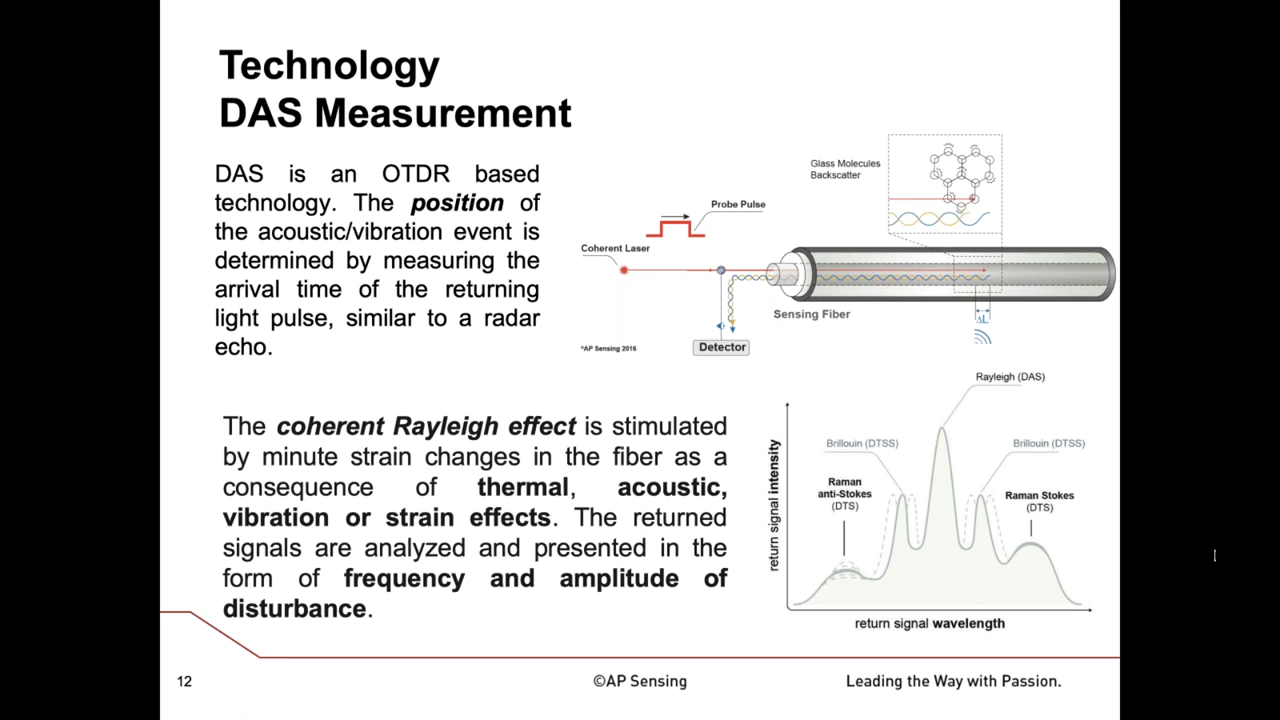 Technology
DAS Measurement
DAS is an OTDR based
technology. The position of
the acoustic/vibration event is
determined by measuring the
arrival time of the returning
light pulse, similar to a radar
echo.
Glass Molecules
Backscatter
Probe Pulse
Coherent Laser
Sensing Fiber
ΔL
©AP Sensing 2016
Detector
The coherent Rayleigh effect is stimulated
by minute strain changes in the fiber as a
consequence of thermal, acoustic,
vibration or strain effects. The returned
signals are analyzed and presented in the
form of frequency and amplitude of
disturbance.
Rayleigh (DAS)
Brillouin (DTSS)
Brillouin (DTSS)
Raman
anti-Stokes
(DTS)
Raman Stokes
(DTS)
return signal intensity
return signal wavelength
12
©AP Sensing
Leading the Way with Passion.